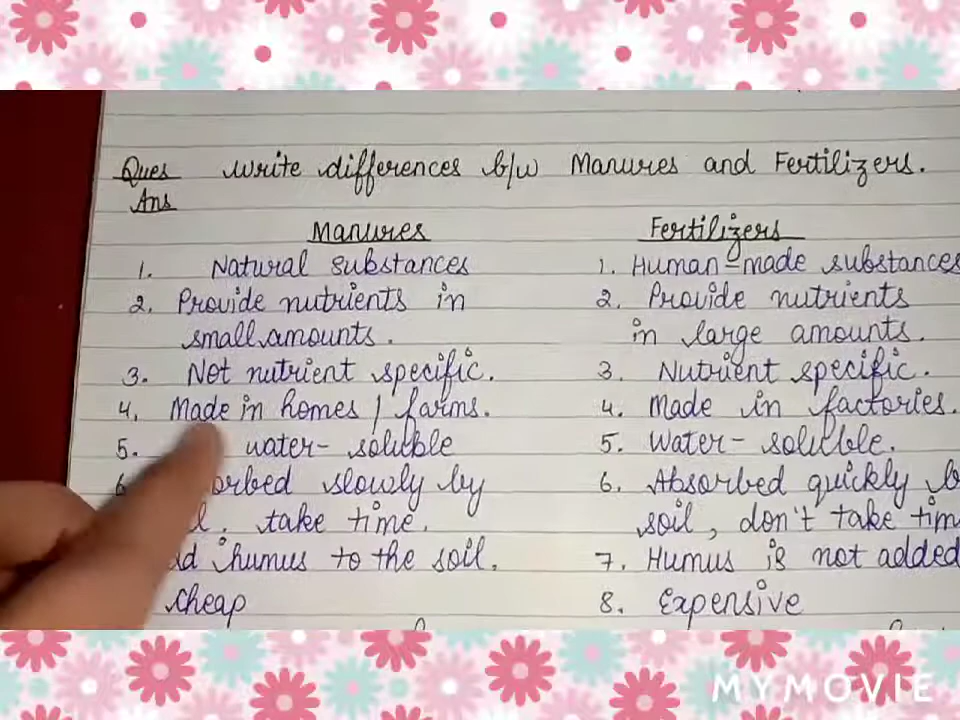 Ques Write differences b/w Manures and Fertilizers.
Ans
Manures Fertilizers
1. Natural substances 1. Human-made substances
2. Provide nutrients in 2. Provide nutrients
small amounts. in large amounts.
3. Not nutrient specific. 3. Nutrient specific.
4. Made in homes / farms. 4. Made in factories.
5. water-soluble 5. Water-soluble.
6 orbed slowly by 6. Absorbed quickly b
l. take time. soil, don't take tim
dd humus to the soil. 7. Humus is not added
cheap 8. Expensive
MYMOVIE